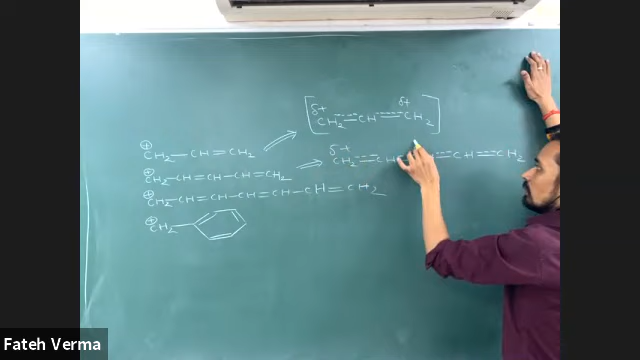 [δ+ CH₂=CH=CH₂ δ+]
⊕CH₂—CH=CH₂
δ+ CH₂=CH CH=CH₂
⊕CH₂—CH=CH—CH=CH₂
⊕CH₂—CH=CH—CH=CH—CH=CH₂
⊕CH₂
Fateh Verma